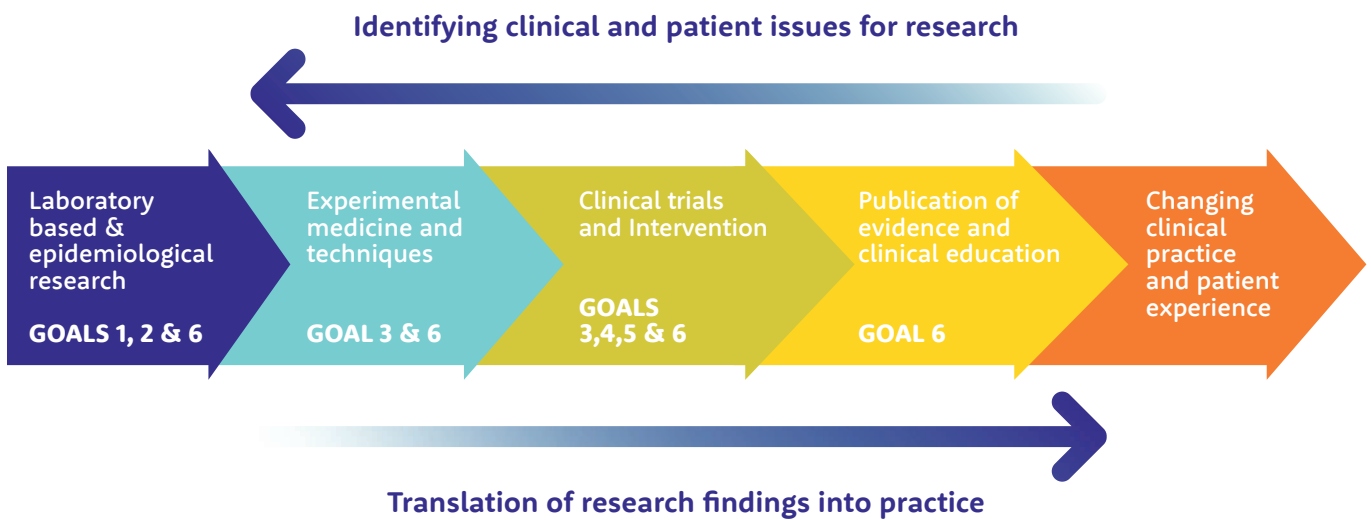 Identifying clinical and patient issues for research
Laboratory
based &
epidemiological
research
GOALS 1, 2 & 6
Experimental
medicine and
techniques
GOAL 3 & 6
Clinical trials
and Intervention
GOALS
3,4,5 & 6
Publication of
evidence and
clinical education
GOAL 6
Changing
clinical
practice
and patient
experience
Translation of research findings into practice